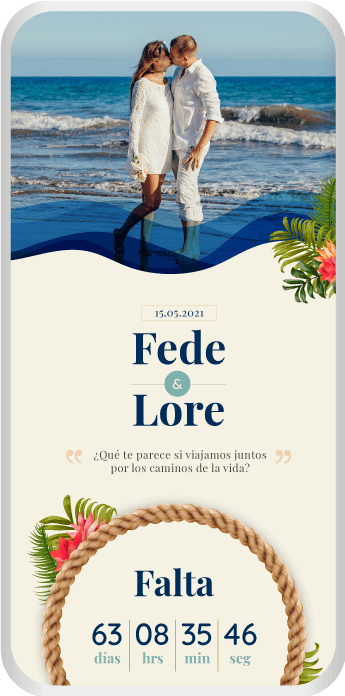 15.05.2021
Fede
&
Lore
“ ¿Qué te parece si viajamos juntos ”
por los caminos de la vida?
Falta
63 08 35 46
días hrs min seg